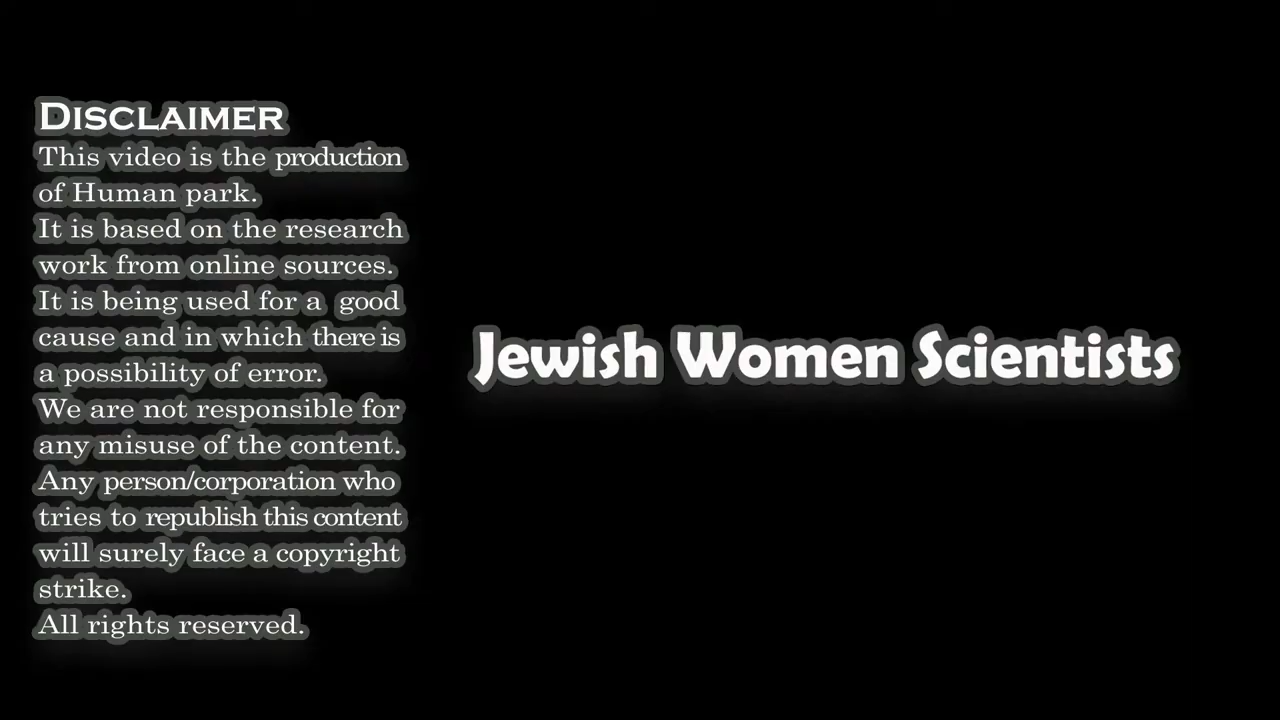 DISCLAIMER
This video is the production
of Human park.
It is based on the research
work from online sources.
It is being used for a good
cause and in which there is
a possibility of error.
We are not responsible for
any misuse of the content.
Any person/corporation who
tries to republish this content
will surely face a copyright
strike.
All rights reserved.
Jewish Women Scientists